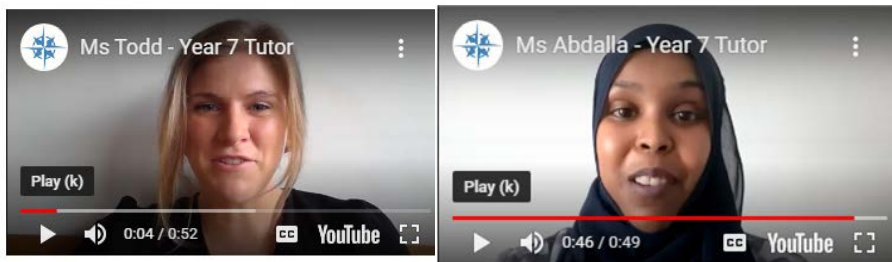 Ms Todd - Year 7 Tutor
Play (k)
0:04 / 0:52
CC
YouTube
Ms Abdalla - Year 7 Tutor
Play (k)
0:46 / 0:49
CC
YouTube